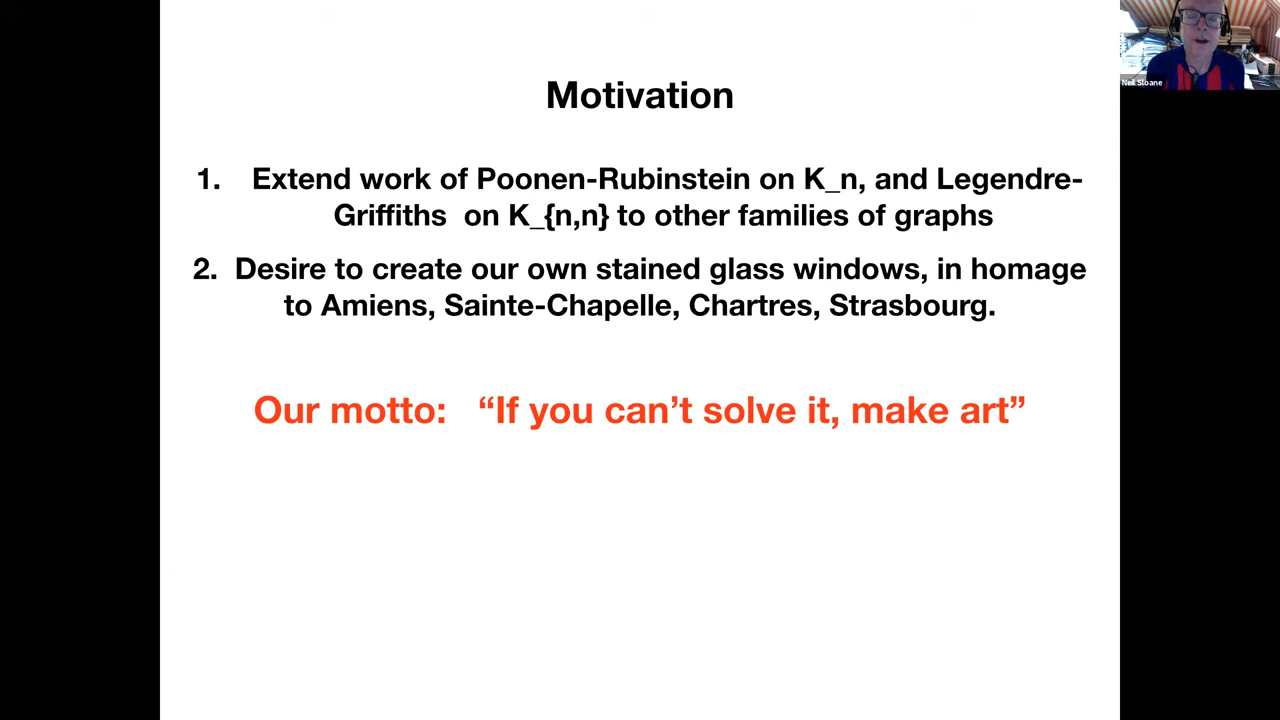 Motivation
1. Extend work of Poonen-Rubinstein on K_n, and Legendre-
Griffiths on K_{n,n} to other families of graphs
2. Desire to create our own stained glass windows, in homage
to Amiens, Sainte-Chapelle, Chartres, Strasbourg.
Our motto: “If you can’t solve it, make art”
Neil Sloane